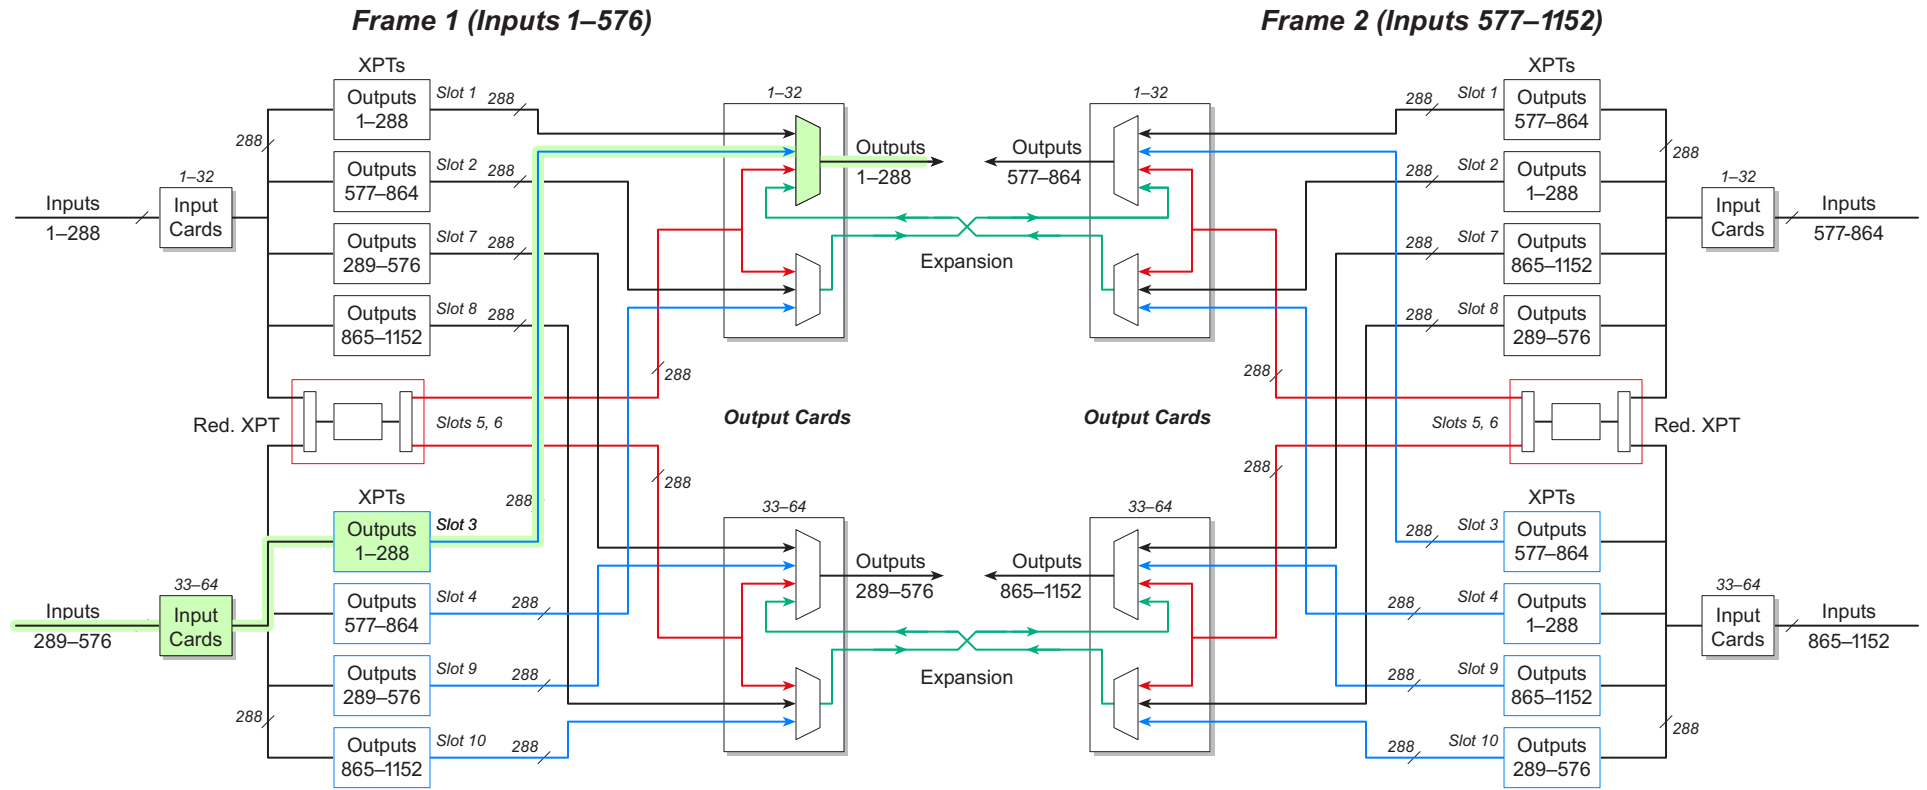 Frame 1 (Inputs 1–576)
Frame 2 (Inputs 577–1152)
XPTs
Outputs
1–288
Slot 1
288
288
Outputs
577–864
Slot 2
288
1–32
Input
Cards
Inputs
1–288
Outputs
289–576
Slot 7
288
Outputs
865–1152
Slot 8
288
Red. XPT
Slots 5, 6
288
288
XPTs
Outputs
1–288
Slot 3
288
33–64
Input
Cards
Inputs
289–576
Outputs
577–864
Slot 4
288
Outputs
289–576
Slot 9
288
288
Outputs
865–1152
Slot 10
288
1–32
Outputs
1–288
Expansion
Output Cards
33–64
Outputs
289–576
Expansion
1–32
Outputs
577–864
Output Cards
33–64
Outputs
865–1152
XPTs
288
Slot 1
Outputs
577–864
288
288
Slot 2
Outputs
1–288
1–32
Input
Cards
Inputs
577-864
288
Slot 7
Outputs
865–1152
288
Slot 8
Outputs
289–576
288
Slots 5, 6
Red. XPT
288
XPTs
288
Slot 3
Outputs
577–864
288
Slot 4
Outputs
1–288
33–64
Input
Cards
Inputs
865–1152
288
Slot 9
Outputs
865–1152
288
288
Slot 10
Outputs
289–576